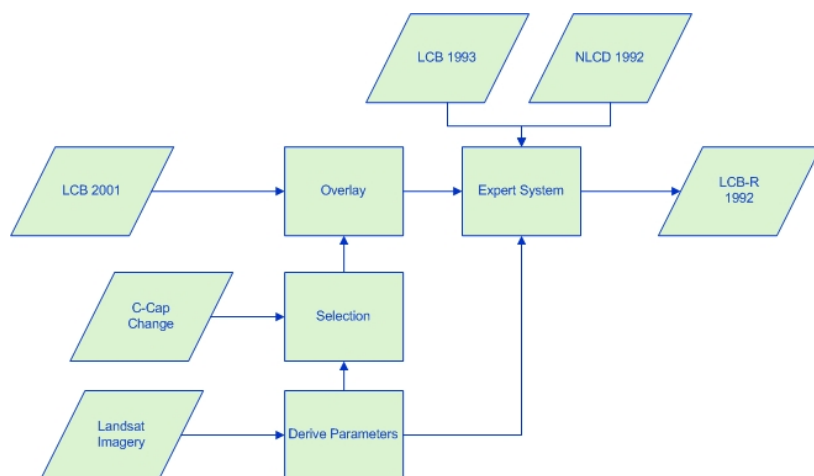 LCB 1993
NLCD 1992
LCB 2001
Overlay
Expert System
LCB-R
1992
C-Cap
Change
Selection
Landsat
Imagery
Derive Parameters